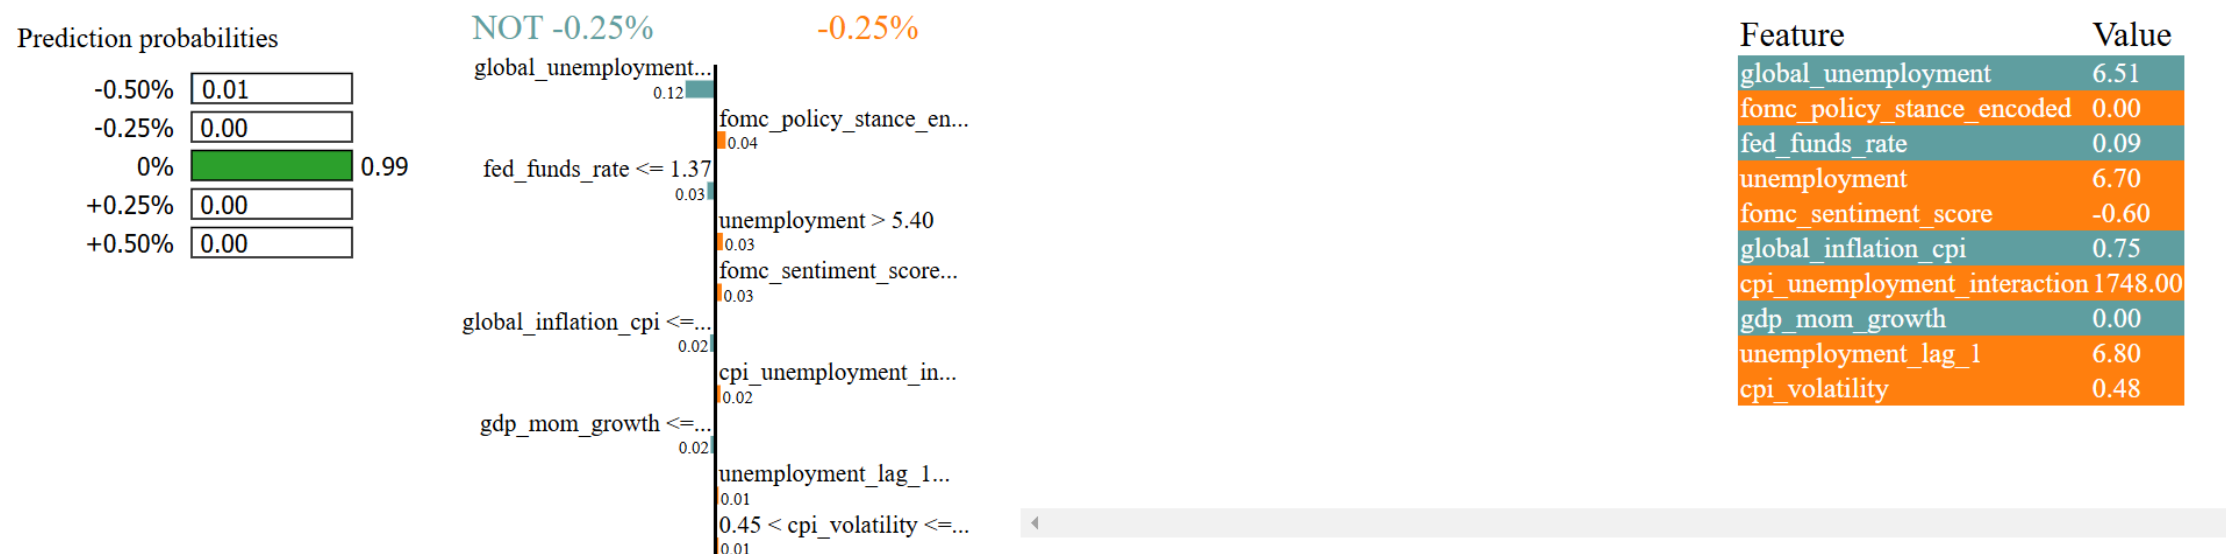 Prediction probabilities
-0.50% 0.01
-0.25% 0.00
0% 0.99
+0.25% 0.00
+0.50% 0.00
NOT -0.25% -0.25%
global_unemployment...
0.12
fomc_policy_stance_en...
0.04
fed_funds_rate <= 1.37
0.03
unemployment > 5.40
0.03
fomc_sentiment_score...
0.03
global_inflation_cpi <=...
0.02
cpi_unemployment_in...
0.02
gdp_mom_growth <=...
0.02
unemployment_lag_1...
0.01
0.45 < cpi_volatility <=...
0.01
Feature Value
global_unemployment 6.51
fomc_policy_stance_encoded 0.00
fed_funds_rate 0.09
unemployment 6.70
fomc_sentiment_score -0.60
global_inflation_cpi 0.75
cpi_unemployment_interaction 1748.00
gdp_mom_growth 0.00
unemployment_lag_1 6.80
cpi_volatility 0.48